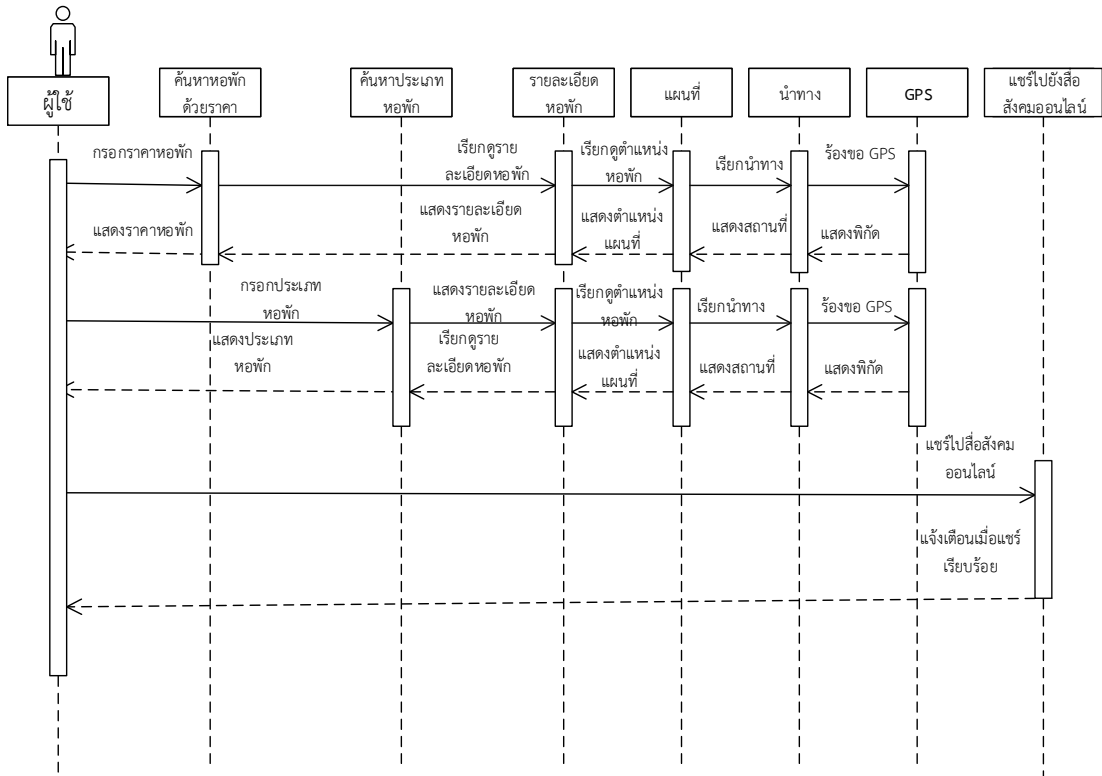 ผู้ใช้
ค้นหาหอพัก
ด้วยราคา
ค้นหาประเภท
หอพัก
รายละเอียด
หอพัก
แผนที่
นำทาง
GPS
แชร์ไปยังสื่อ
สังคมออนไลน์
กรอกราคาหอพัก
เรียกดูราย
ละเอียดหอพัก
เรียกดูตำแหน่ง
หอพัก
เรียกนำทาง
ร้องขอ GPS
แสดงราคาหอพัก
แสดงรายละเอียด
หอพัก
แสดงตำแหน่ง
แผนที่
แสดงสถานที่
แสดงพิกัด
กรอกประเภท
หอพัก
แสดงรายละเอียด
หอพัก
เรียกดูตำแหน่ง
หอพัก
เรียกนำทาง
ร้องขอ GPS
แสดงประเภท
หอพัก
เรียกดูราย
ละเอียดหอพัก
แสดงตำแหน่ง
แผนที่
แสดงสถานที่
แสดงพิกัด
แชร์ไปสื่อสังคม
ออนไลน์
แจ้งเตือนเมื่อแชร์
เรียบร้อย